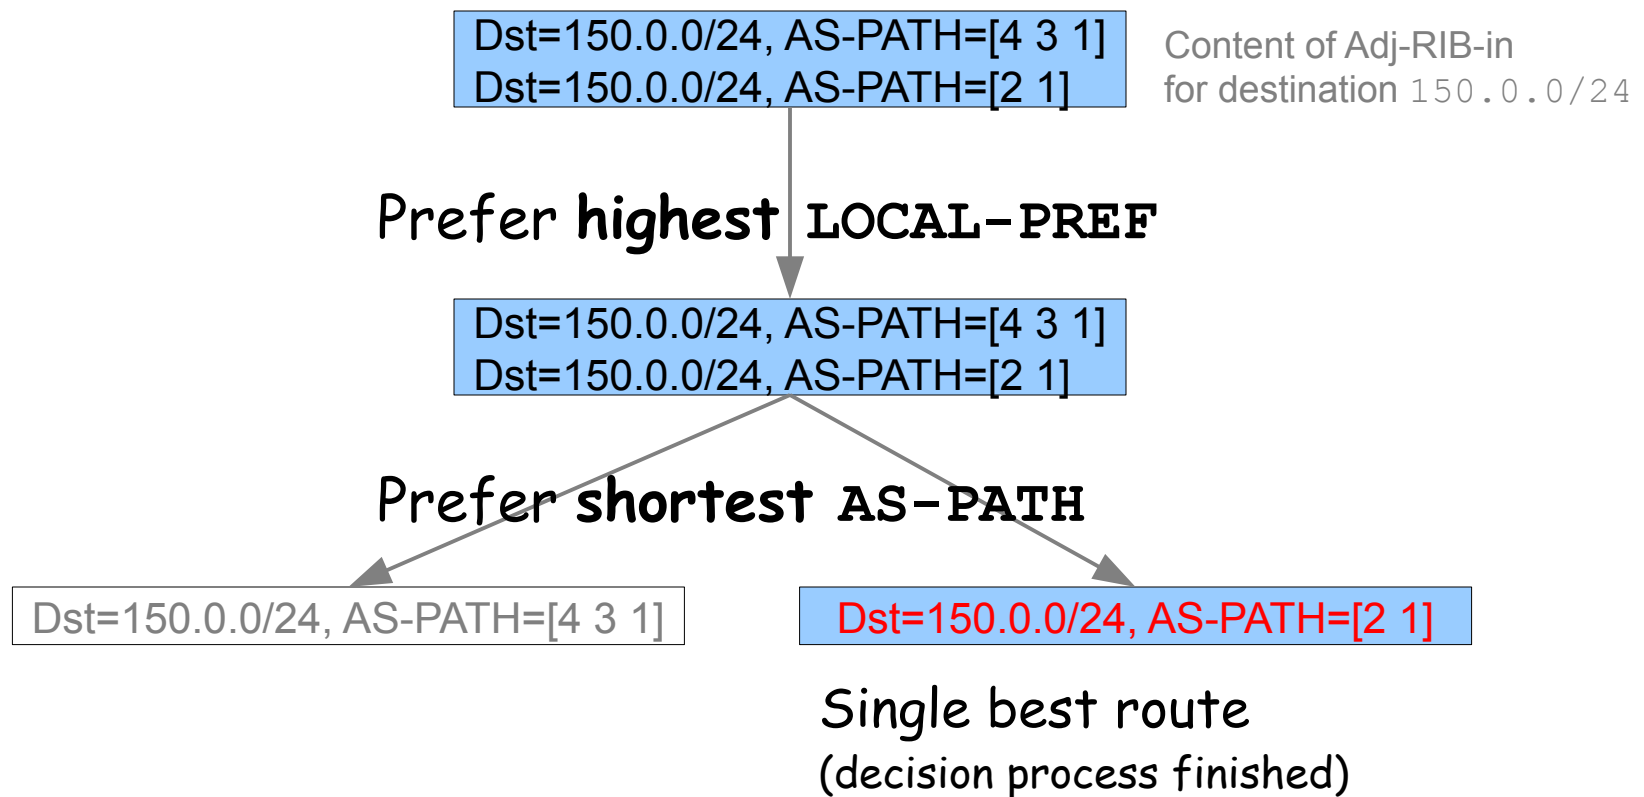 Dst=150.0.0/24, AS-PATH=[4 3 1]
Dst=150.0.0/24, AS-PATH=[2 1]
Content of Adj-RIB-in
for destination 150.0.0/24
Prefer highest LOCAL-PREF
Dst=150.0.0/24, AS-PATH=[4 3 1]
Dst=150.0.0/24, AS-PATH=[2 1]
Prefer shortest AS-PATH
Dst=150.0.0/24, AS-PATH=[4 3 1]
Dst=150.0.0/24, AS-PATH=[2 1]
Single best route
(decision process finished)